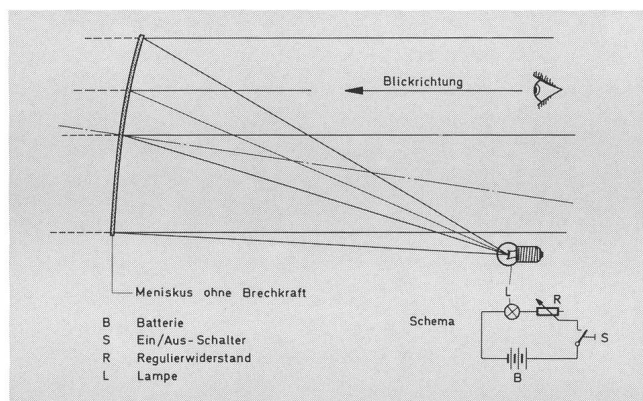 Blickrichtung
Meniskus ohne Brechkraft
B Batterie
S Ein/Aus-Schalter
R Regulierwiderstand
L Lampe
Schema
L
R
S
B